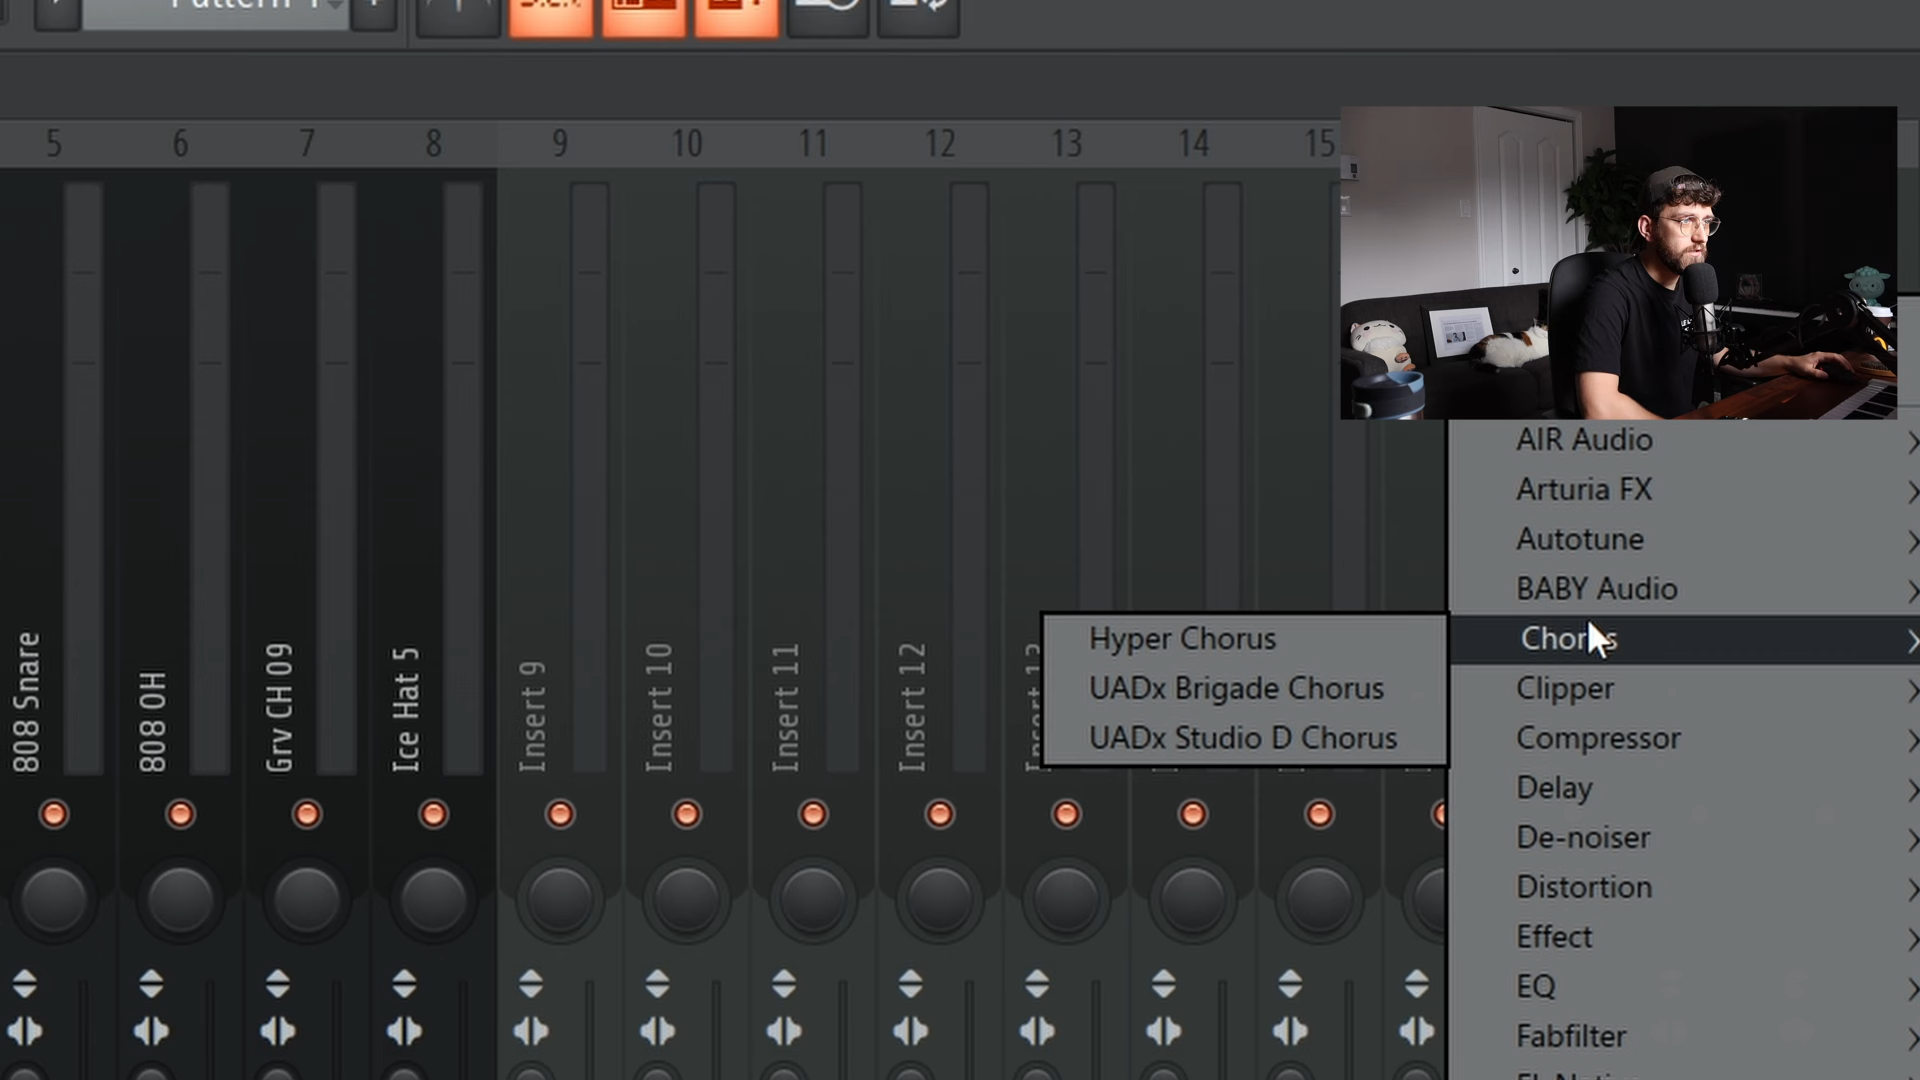 5 6 7 8 9 10 11 12 13 14 15
808 Snare
808 OH
Grv CH 09
Ice Hat 5
Insert 9
Insert 10
Insert 11
Insert 12
AIR Audio
Arturia FX
Autotune
BABY Audio
Chorus
Clipper
Compressor
Delay
De-noiser
Distortion
Effect
EQ
Fabfilter
Hyper Chorus
UADx Brigade Chorus
UADx Studio D Chorus